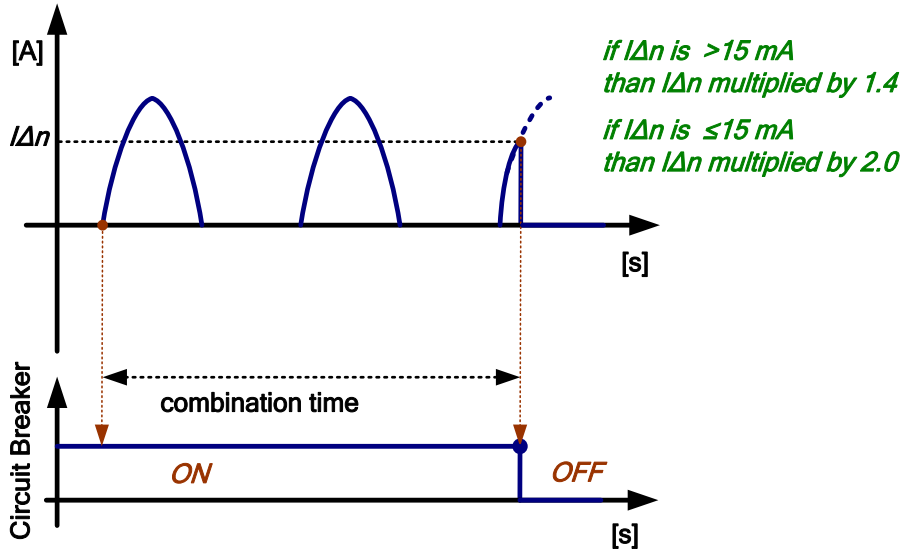 [A]
if IΔn is >15 mA
than IΔn multiplied by 1.4
IΔn
if IΔn is ≤15 mA
than IΔn multiplied by 2.0
[s]
Circuit Breaker
combination time
ON
OFF
[s]